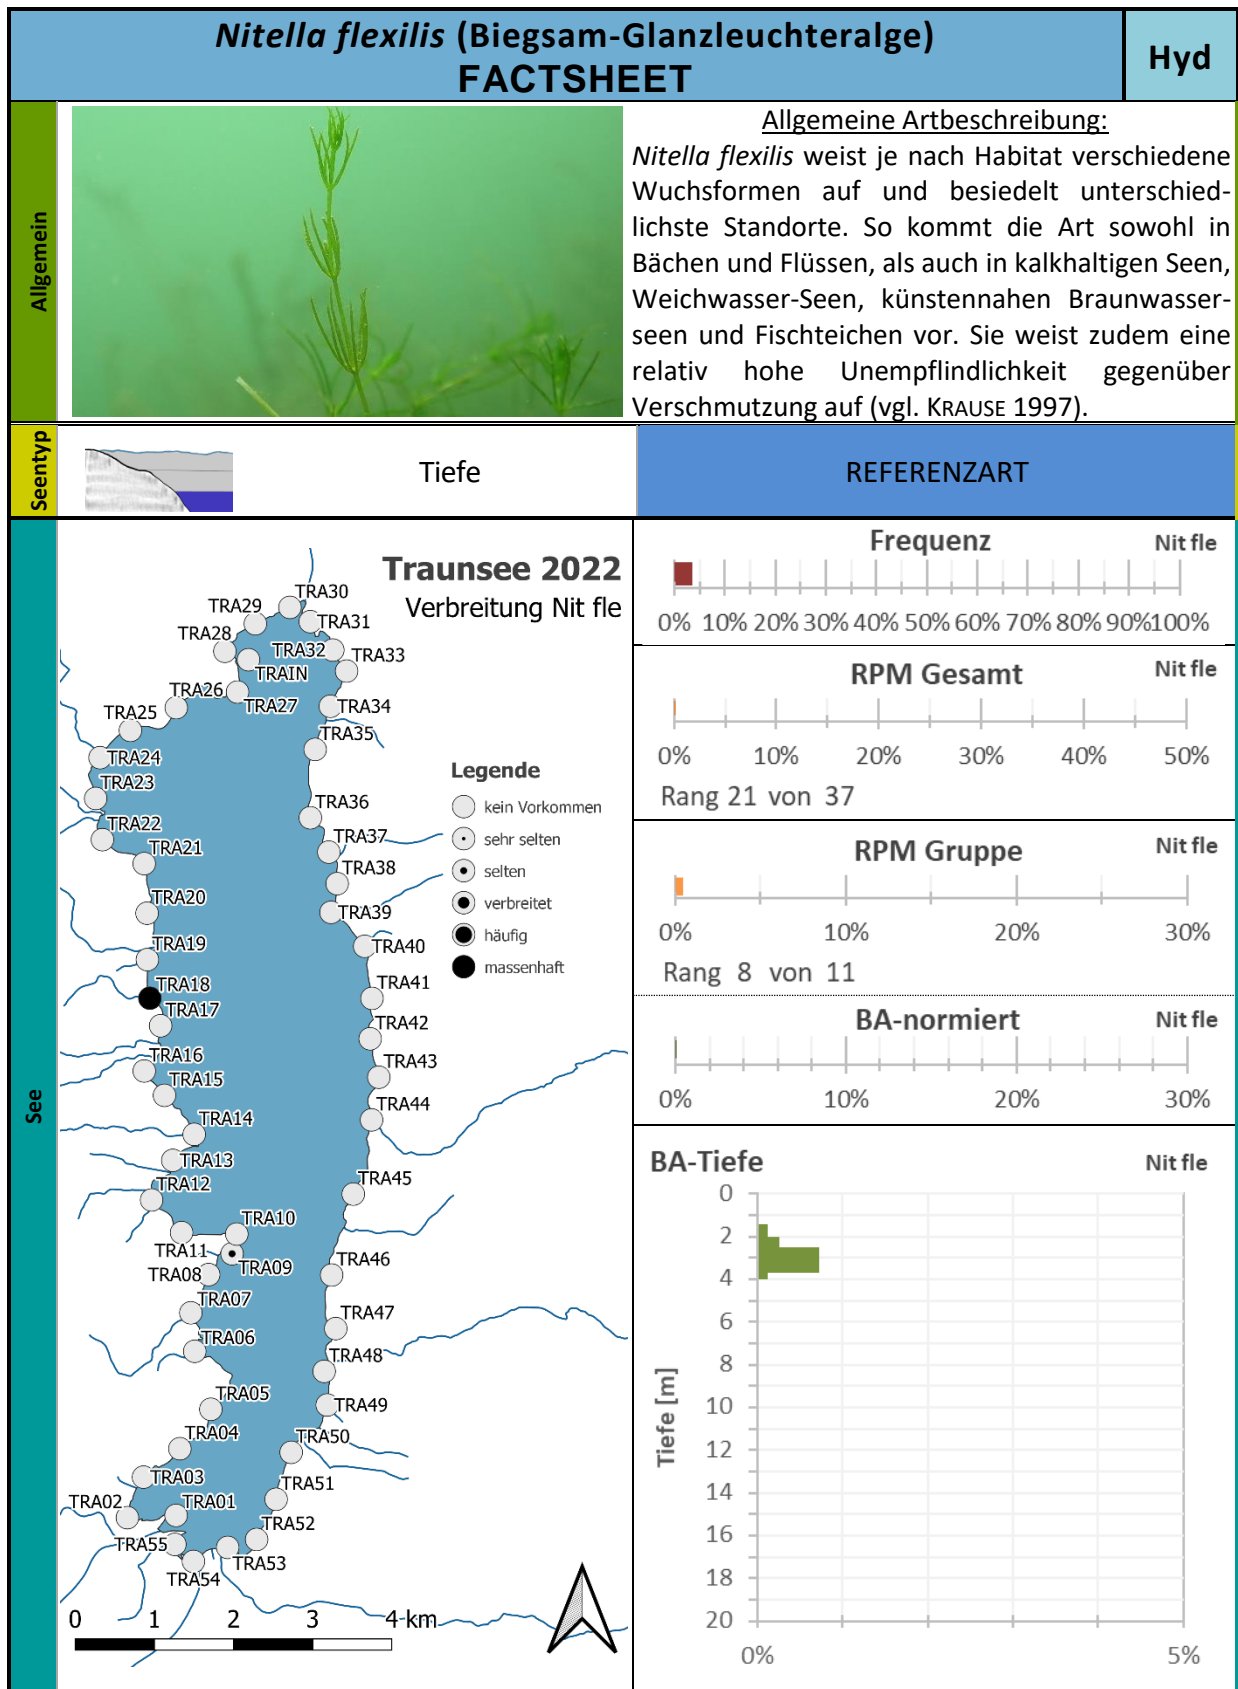 Nitella flexilis (Biegsam-Glanzleuchteralge)
FACTSHEET
Hyd
Allgemein
Allgemeine Artbeschreibung:
Nitella flexilis weist je nach Habitat verschiedene
Wuchsformen auf und besiedelt unterschied-
lichste Standorte. So kommt die Art sowohl in
Bächen und Flüssen, als auch in kalkhaltigen Seen,
Weichwasser-Seen, künstennahen Braunwasser-
seen und Fischteichen vor. Sie weist zudem eine
relativ hohe Unempflindlichkeit gegenüber
Verschmutzung auf (vgl. KRAUSE 1997).
Seentyp
Tiefe
REFERENZART
See
Traunsee 2022
Verbreitung Nit fle
TRA30
TRA29
TRA31
TRA28
TRA32
TRA33
TRAIN
TRA26
TRA27
TRA34
TRA25
TRA35
TRA24
TRA23
TRA36
TRA22
TRA37
TRA21
TRA38
TRA20
TRA39
TRA19
TRA40
TRA18
TRA41
TRA17
TRA42
TRA16
TRA43
TRA15
TRA44
TRA14
TRA13
TRA12
TRA45
TRA10
TRA11
TRA09
TRA46
TRA08
TRA07
TRA47
TRA06
TRA48
TRA05
TRA49
TRA04
TRA50
TRA03
TRA51
TRA02
TRA01
TRA52
TRA55
TRA53
TRA54
Legende
kein Vorkommen
sehr selten
selten
verbreitet
häufig
massenhaft
0 1 2 3 4 km
Frequenz
Nit fle
0% 10% 20% 30% 40% 50% 60% 70% 80% 90% 100%
RPM Gesamt
Nit fle
0% 10% 20% 30% 40% 50%
Rang 21 von 37
RPM Gruppe
Nit fle
0% 10% 20% 30%
Rang 8 von 11
BA-normiert
Nit fle
0% 10% 20% 30%
BA-Tiefe
Nit fle
Tiefe [m]
0
2
4
6
8
10
12
14
16
18
20
0% 5%